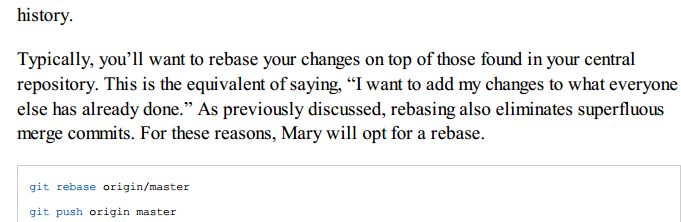 history.
Typically, you’ll want to rebase your changes on top of those found in your central
repository. This is the equivalent of saying, “I want to add my changes to what everyone
else has already done.” As previously discussed, rebasing also eliminates superfluous
merge commits. For these reasons, Mary will opt for a rebase.
git rebase origin/master
git push origin master